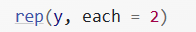 rep(y, each = 2)